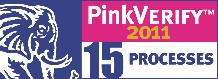 PinkVERIFY™
2011
15 PROCESSES